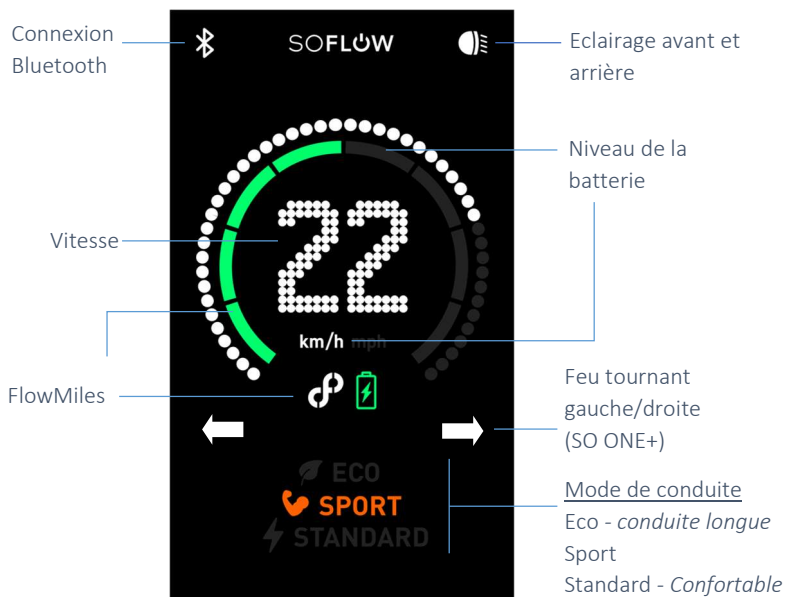 Connexion
Bluetooth
SOFLOW
Eclairage avant et
arrière
Niveau de la
batterie
Vitesse
22
km/h mph
FlowMiles
Feu tournant
gauche/droite
(SO ONE+)
ECO
SPORT
STANDARD
Mode de conduite
Eco - conduite longue
Sport
Standard - Confortable